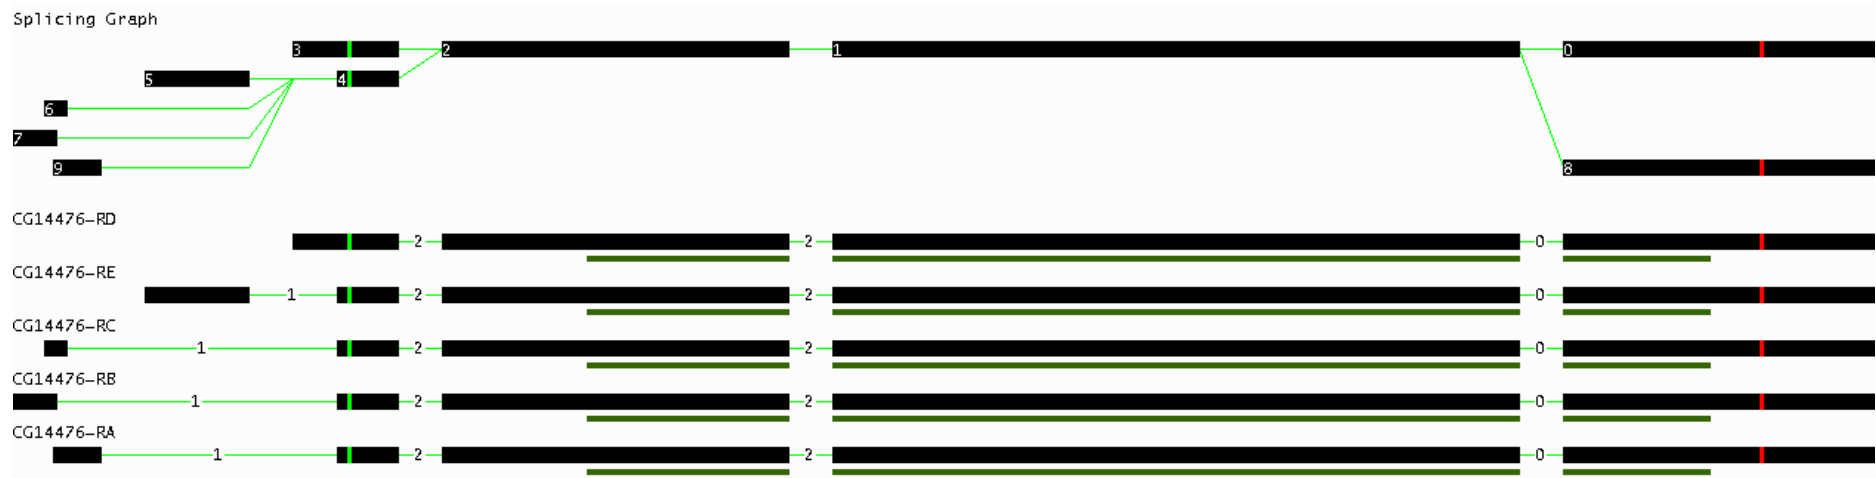 Splicing Graph
3 2 1 0
5 4
6
7
9 8
CG14476-RD
2 2 0
CG14476-RE
1 2 2 0
CG14476-RC
1 2 2 0
CG14476-RB
1 2 2 0
CG14476-RA
1 2 2 0